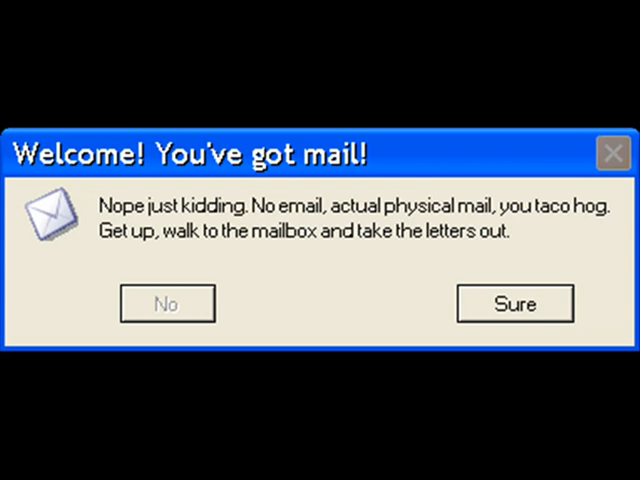 Welcome! You've got mail!
Nope just kidding. No email, actual physical mail, you taco hog.
Get up, walk to the mailbox and take the letters out.
No
Sure